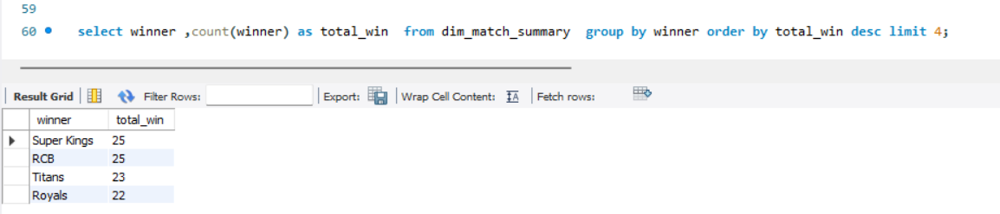 59
60 select winner ,count(winner) as total_win from dim_match_summary group by winner order by total_win desc limit 4;
Result Grid Filter Rows: Export: Wrap Cell Content: IA Fetch rows:
winner total_win
Super Kings 25
RCB 25
Titans 23
Royals 22